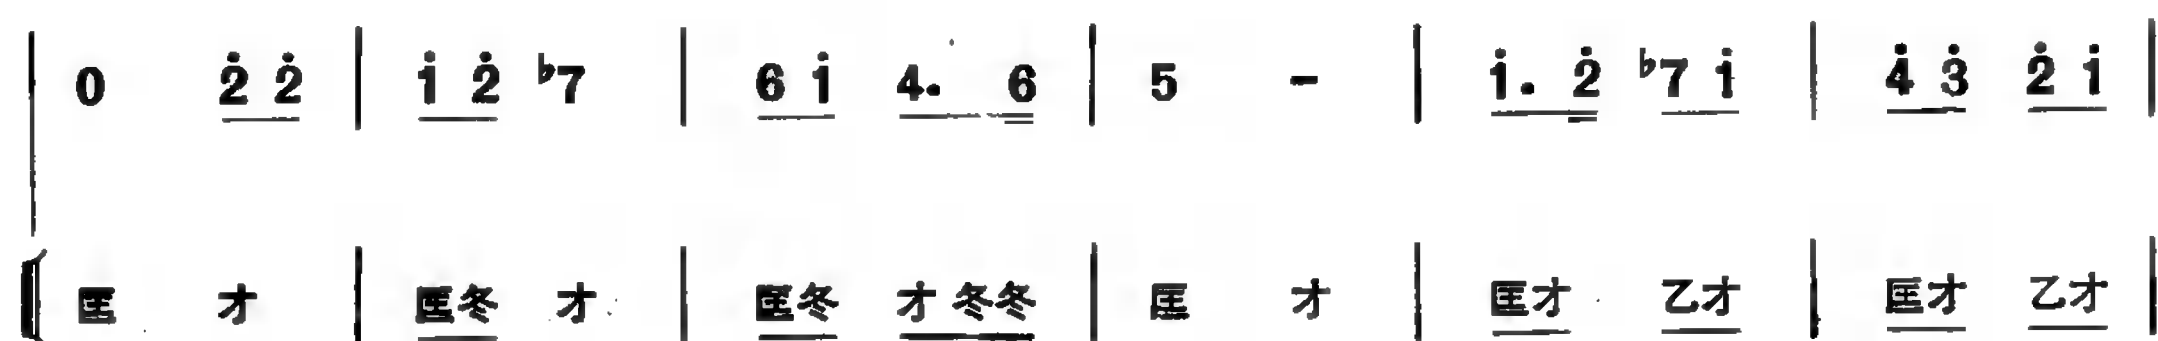 0 2̇ 2̇ | 1̇ 2̇ ♭7 | 6 1̇ 4. 6 | 5 - | 1̇. 2̇ ♭7 1̇ | 4̇ 3̇ 2̇ 1̇ |
匡 才 | 匡冬 才 | 匡冬 才冬冬 | 匡 才 | 匡才 乙才 | 匡才 乙才 |